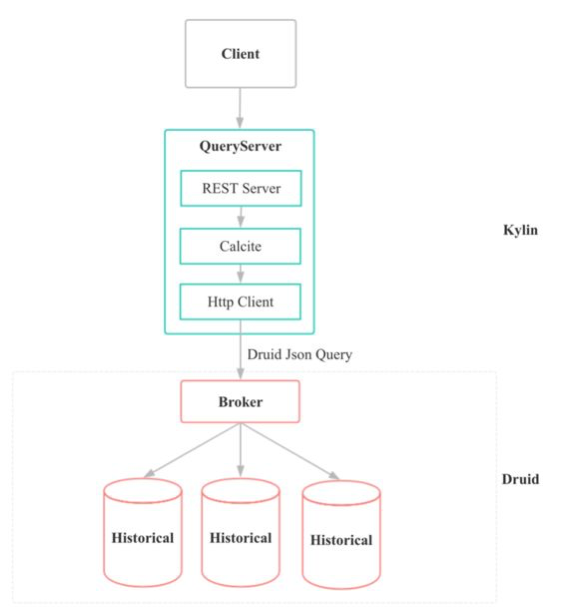 Client
QueryServer
REST Server
Calcite
Kylin
Http Client
Druid Json Query
Broker
Druid
Historical
Historical
Historical